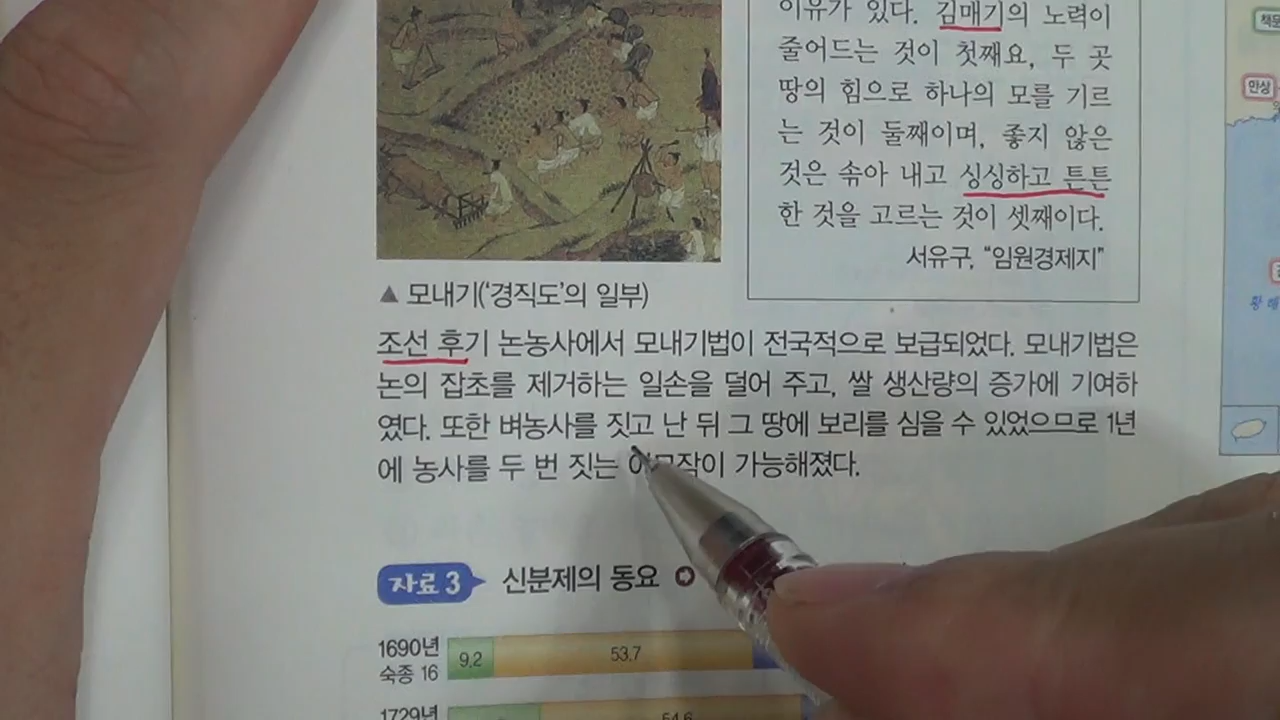 이유가 있다. 김매기의 노력이
줄어드는 것이 첫째요, 두 곳
땅의 힘으로 하나의 모를 기르
는 것이 둘째이며, 좋지 않은
것은 솎아 내고 싱싱하고 튼튼
한 것을 고르는 것이 셋째이다.
서유구, “임원경제지”
▲ 모내기(‘경직도’의 일부)
조선 후기 논농사에서 모내기법이 전국적으로 보급되었다. 모내기법은
논의 잡초를 제거하는 일손을 덜어 주고, 쌀 생산량의 증가에 기여하
였다. 또한 벼농사를 짓고 난 뒤 그 땅에 보리를 심을 수 있었으므로 1년
에 농사를 두 번 짓는 이모작이 가능해졌다.
자료 3 신분제의 동요
1690년 9.2 53.7
숙종 16
1729년 54.6